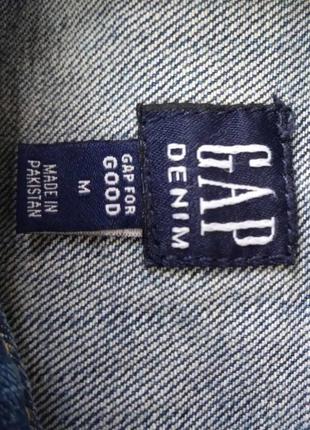 GAP
DENIM
GAP FOR
GOOD
M
MADE IN
PAKISTAN